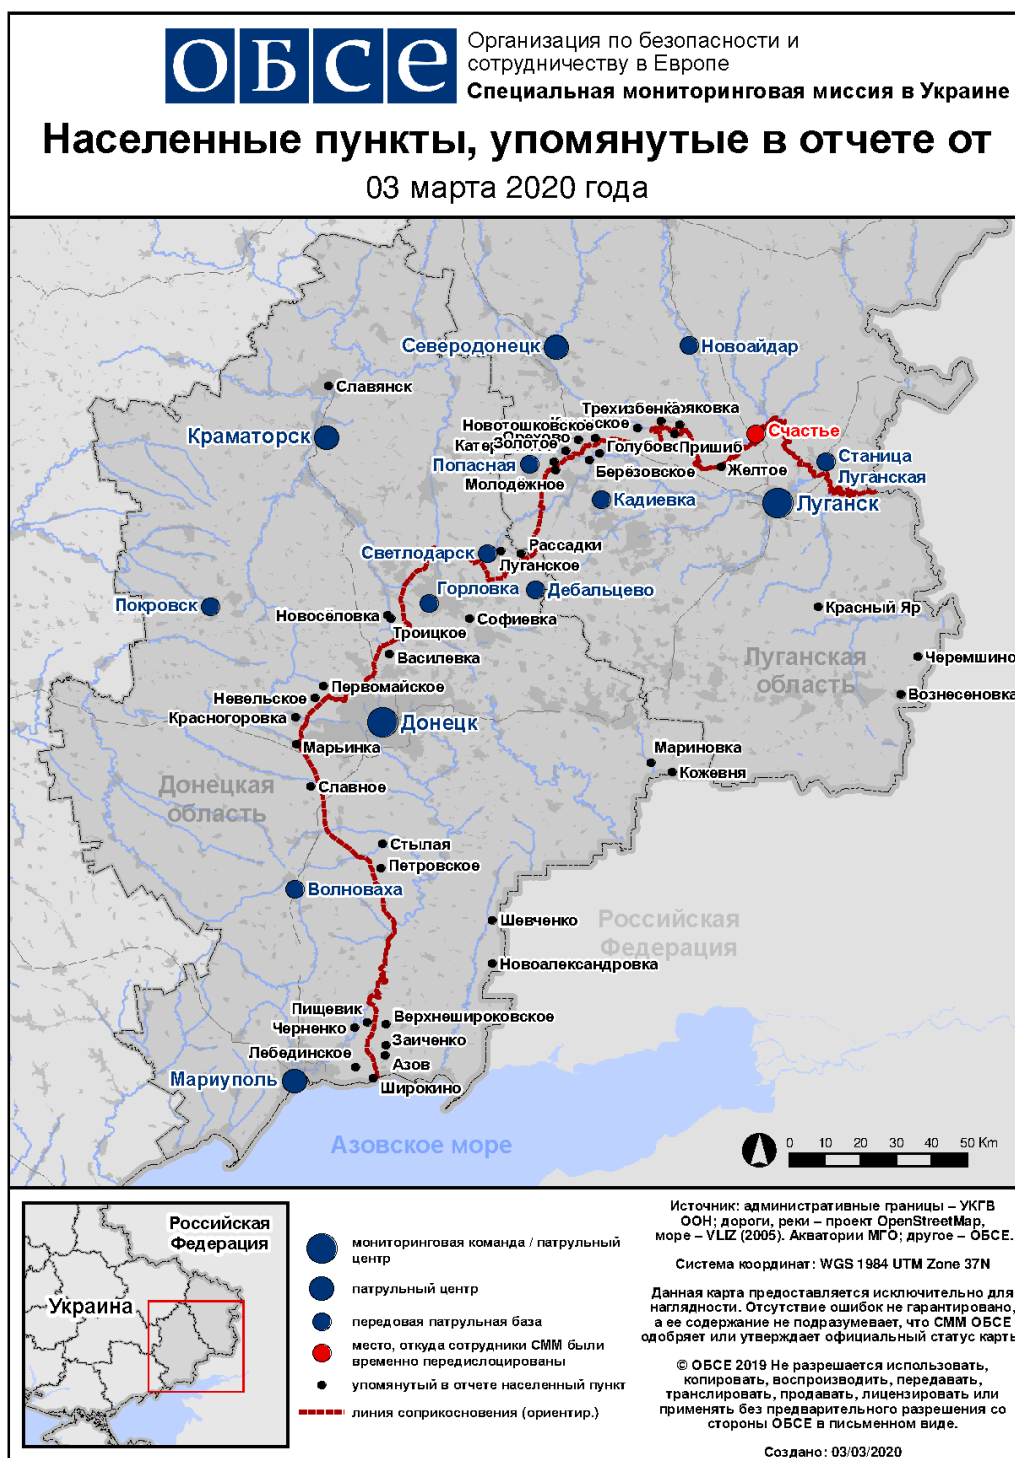 ОБСЕ
Организация по безопасности и
сотрудничеству в Европе
Специальная мониторинговая миссия в Украине
Населенные пункты, упомянутые в отчете от
03 марта 2020 года
Северодонецк
Новоайдар
Славянск
Краматорск
Трехизбенка
Новотошковское
Счастье
Золотое
Пришиб
Попасная
Станица
Луганская
Берёзовское
Желтое
Молодёжное
Кадиевка
Луганск
Светлодарск
Рассадки
Луганское
Горловка
Дебальцево
Покровск
Новосёловка
Софиевка
Красный Яр
Троицкое
Василевка
Луганская
область
Черемшино
Первомайское
Невельское
Вознесеновка
Красногоровка
Донецк
Марьинка
Мариновка
Кожевня
Донецкая
область
Славное
Стылая
Петровское
Волноваха
Шевченко
Российская
Федерация
Новоалександровка
Пищевик
Верхнешироковское
Черненко
Заиченко
Лебединское
Азов
Мариуполь
Широкино
Азовское море
0 10 20 30 40 50 Km
Российская
Федерация
Украина
мониторинговая команда / патрульный
центр
патрульный центр
передовая патрульная база
место, откуда сотрудники СММ были
временно передислоцированы
упомянутый в отчете населенный пункт
линия соприкосновения (ориентир.)
Источник: административные границы – УКГВ
ООН; дороги, реки – проект OpenStreetMap,
море – VLIZ (2005). Акватории МГО; другое – ОБСЕ.
Система координат: WGS 1984 UTM Zone 37N
Данная карта предоставляется исключительно для
наглядности. Отсутствие ошибок не гарантировано,
а ее содержание не подразумевает, что СММ ОБСЕ
одобряет или утверждает официальный статус карты
© ОБСЕ 2019 Не разрешается использовать,
копировать, воспроизводить, передавать,
транслировать, продавать, лицензировать или
применять без предварительного разрешения со
стороны ОБСЕ в письменном виде.
Создано: 03/03/2020